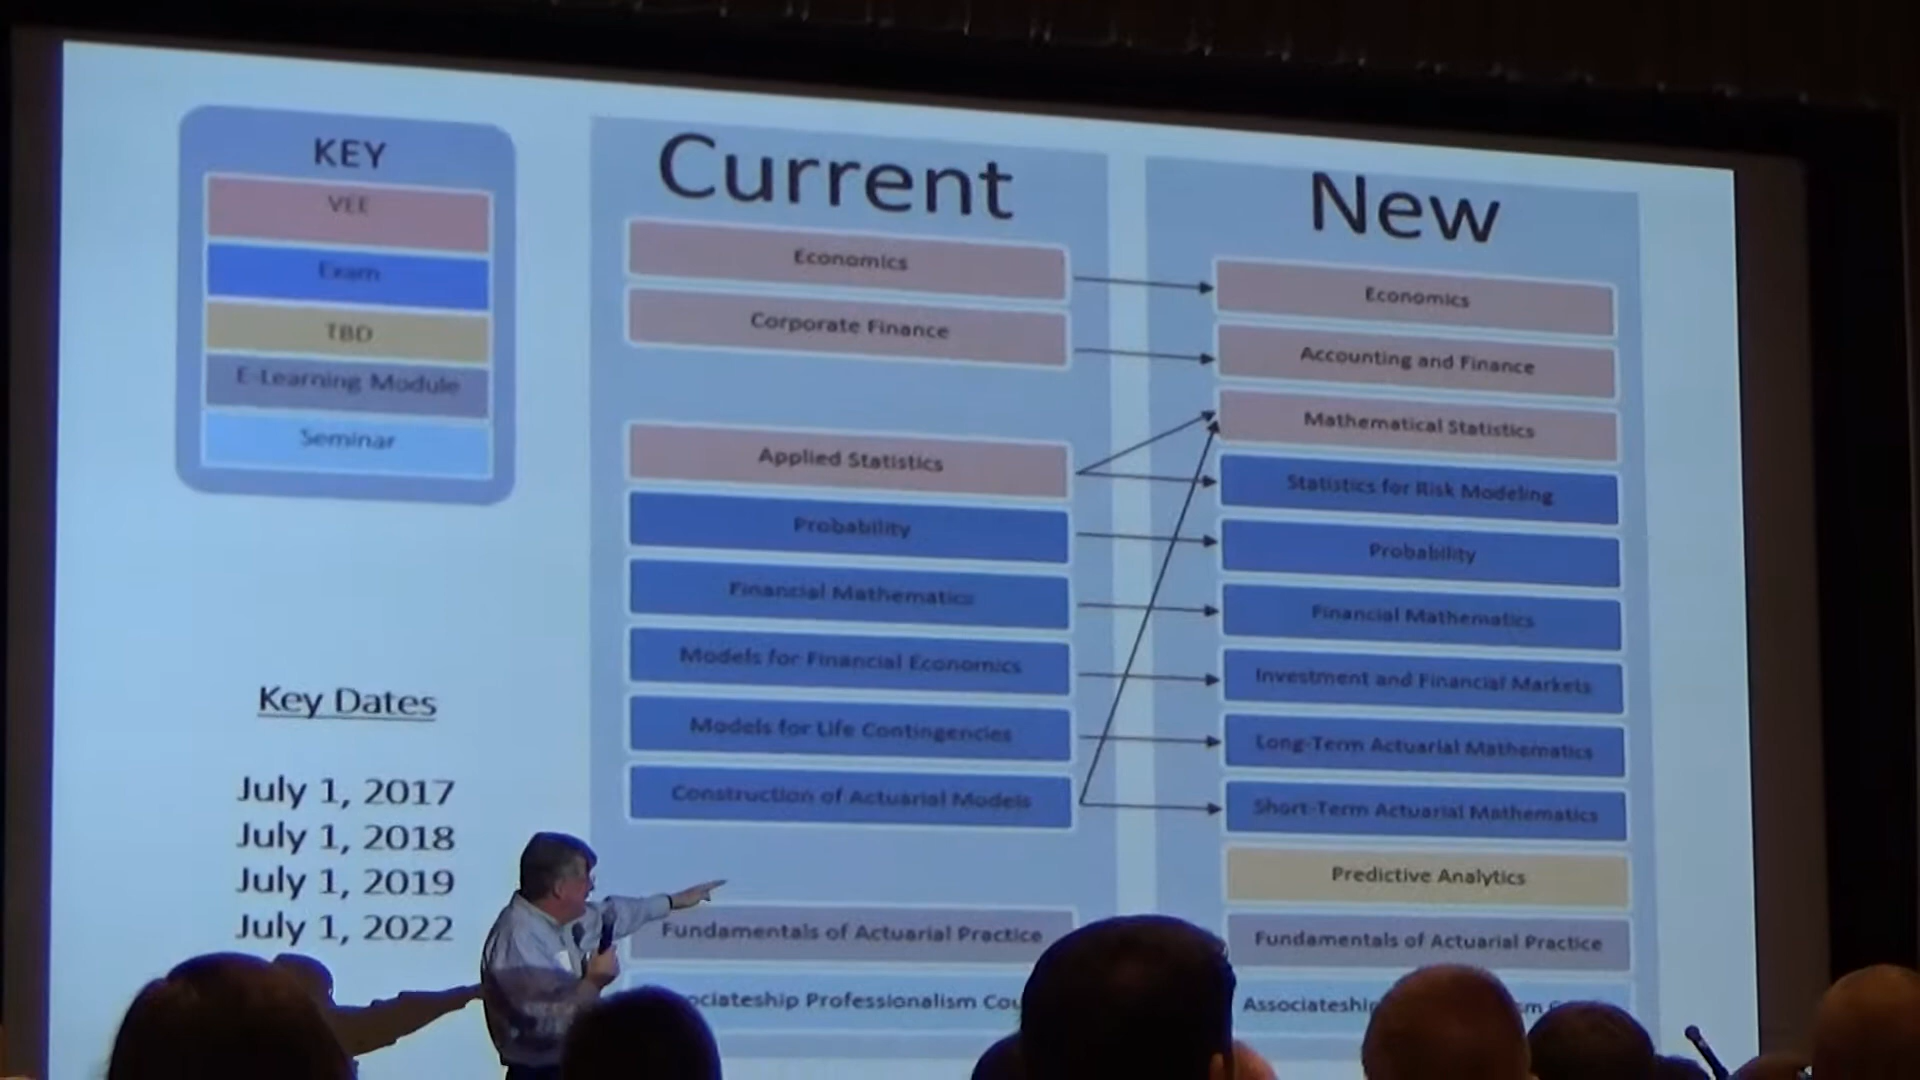 KEY
VEE
Exam
TBD
E-Learning Module
Seminar
Key Dates
July 1, 2017
July 1, 2018
July 1, 2019
July 1, 2022
Current
Economics
Corporate Finance
Applied Statistics
Probability
Financial Mathematics
Models for Financial Economics
Models for Life Contingencies
Construction of Actuarial Models
Fundamentals of Actuarial Practice
ociateship Professionalism Cou
New
Economics
Accounting and Finance
Mathematical Statistics
Statistics for Risk Modeling
Probability
Financial Mathematics
Investment and Financial Markets
Long-Term Actuarial Mathematics
Short-Term Actuarial Mathematics
Predictive Analytics
Fundamentals of Actuarial Practice
Associateship